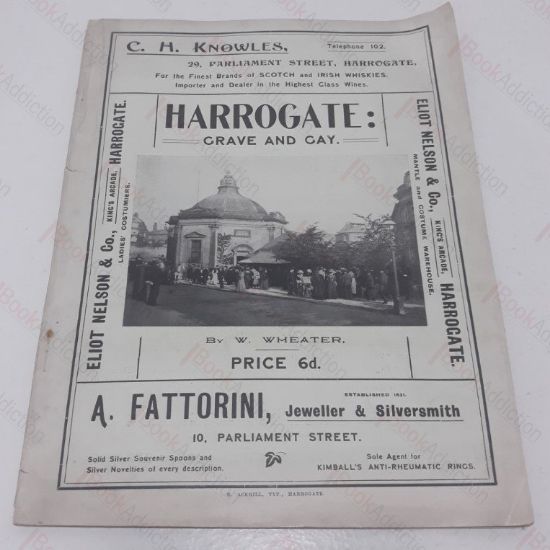 C. H. KNOWLES,
Telephone 102.
29, PARLIAMENT STREET, HARROGATE,
For the Finest Brands of SCOTCH and IRISH WHISKIES.
Importer and Dealer in the Highest Class Wines.
ELIOT NELSON & Co., KING'S ARCADE, HARROGATE.
LADIES' COSTUMIERS.
HARROGATE:
GRAVE AND GAY.
ELIOT NELSON & Co., KING'S ARCADE, HARROGATE.
MANTLE AND COSTUME WAREHOUSE.
BY W. WHEATER.
PRICE 6d.
ESTABLISHED 1831.
A. FATTORINI, Jeweller & Silversmith
10, PARLIAMENT STREET.
Solid Silver Souvenir Spoons and
Silver Novelties of every description.
Sole Agent for
KIMBALL'S ANTI-RHEUMATIC RINGS.
R. ACKRILL, TYP., HARROGATE.
BookAddiction